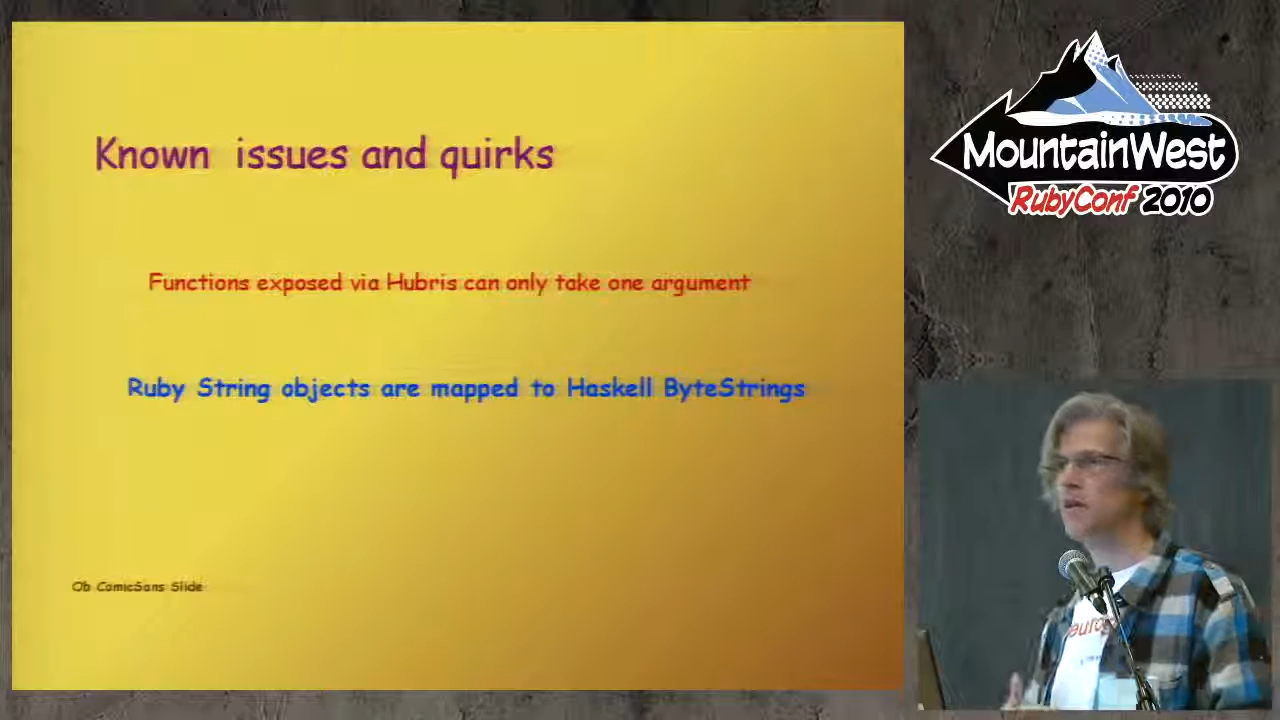 Known issues and quirks
Functions exposed via Hubris can only take one argument
Ruby String objects are mapped to Haskell ByteStrings
Ob ComicSans Slide
MountainWest
RubyConf 2010